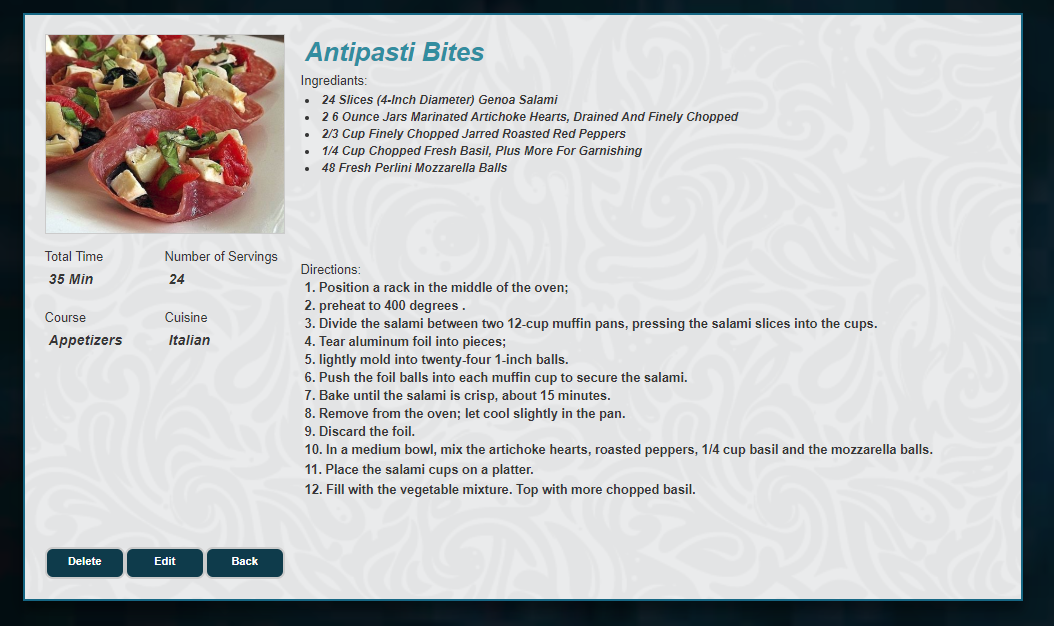 Antipasti Bites
Ingrediants:
24 Slices (4-Inch Diameter) Genoa Salami
2 6 Ounce Jars Marinated Artichoke Hearts, Drained And Finely Chopped
2/3 Cup Finely Chopped Jarred Roasted Red Peppers
1/4 Cup Chopped Fresh Basil, Plus More For Garnishing
48 Fresh Perlini Mozzarella Balls
Total Time
Number of Servings
35 Min
24
Course
Cuisine
Appetizers
Italian
Directions:
1. Position a rack in the middle of the oven;
2. preheat to 400 degrees .
3. Divide the salami between two 12-cup muffin pans, pressing the salami slices into the cups.
4. Tear aluminum foil into pieces;
5. lightly mold into twenty-four 1-inch balls.
6. Push the foil balls into each muffin cup to secure the salami.
7. Bake until the salami is crisp, about 15 minutes.
8. Remove from the oven; let cool slightly in the pan.
9. Discard the foil.
10. In a medium bowl, mix the artichoke hearts, roasted peppers, 1/4 cup basil and the mozzarella balls.
11. Place the salami cups on a platter.
12. Fill with the vegetable mixture. Top with more chopped basil.
Delete
Edit
Back